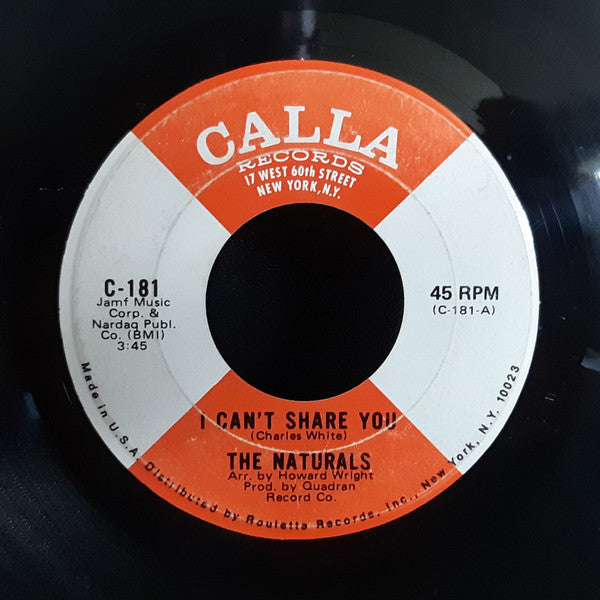 CALLA
RECORDS
17 WEST 60th STREET
NEW YORK, N.Y.
C-181
Jamf Music
Corp. &
Nardaq Publ.
Co. (BMI)
3:45
45 RPM
(C-181-A)
I CAN'T SHARE YOU
(Charles White)
THE NATURALS
Arr. by Howard Wright
Prod. by Quadran
Record Co.
Made in U.S.A. Distributed by Roulette Records, Inc., New York, N.Y. 10023